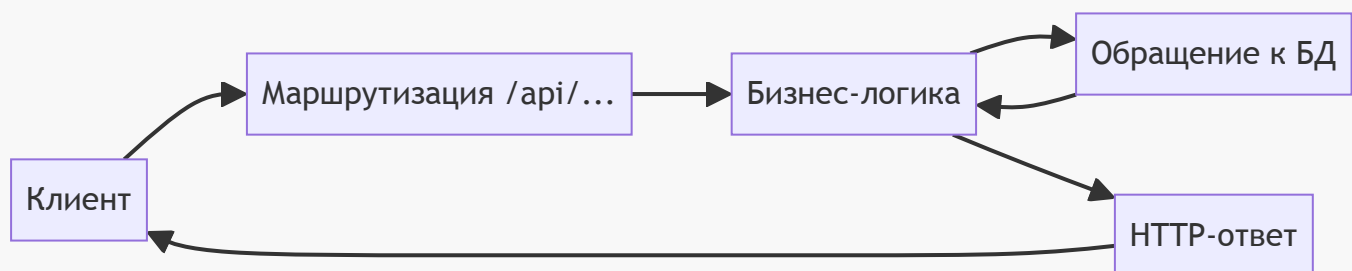 Обращение к БД
Маршрутизация /api/...
Бизнес-логика
Клиент
HTTP-ответ